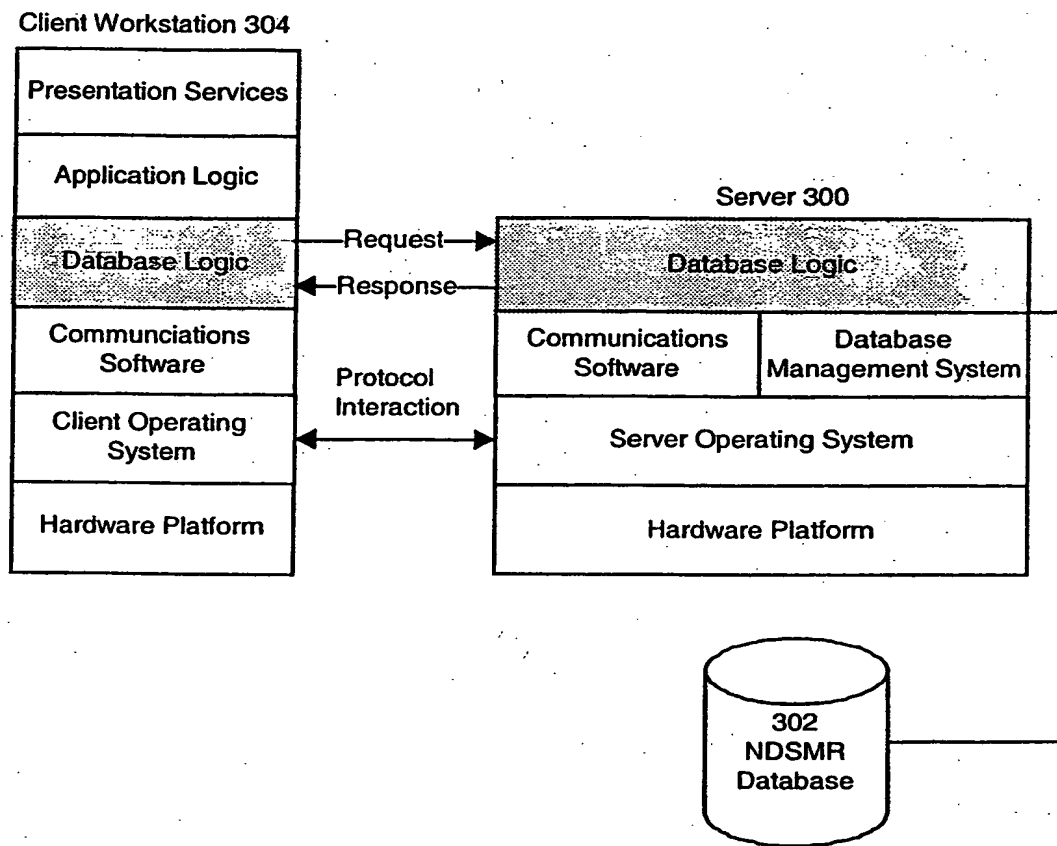 Client Workstation 304
Presentation Services
Application Logic
Database Logic
Communciations
Software
Client Operating
System
Hardware Platform
Request
Response
Protocol
Interaction
Server 300
Database Logic
Communications
Software
Database
Management System
Server Operating System
Hardware Platform
302
NDSMR
Database